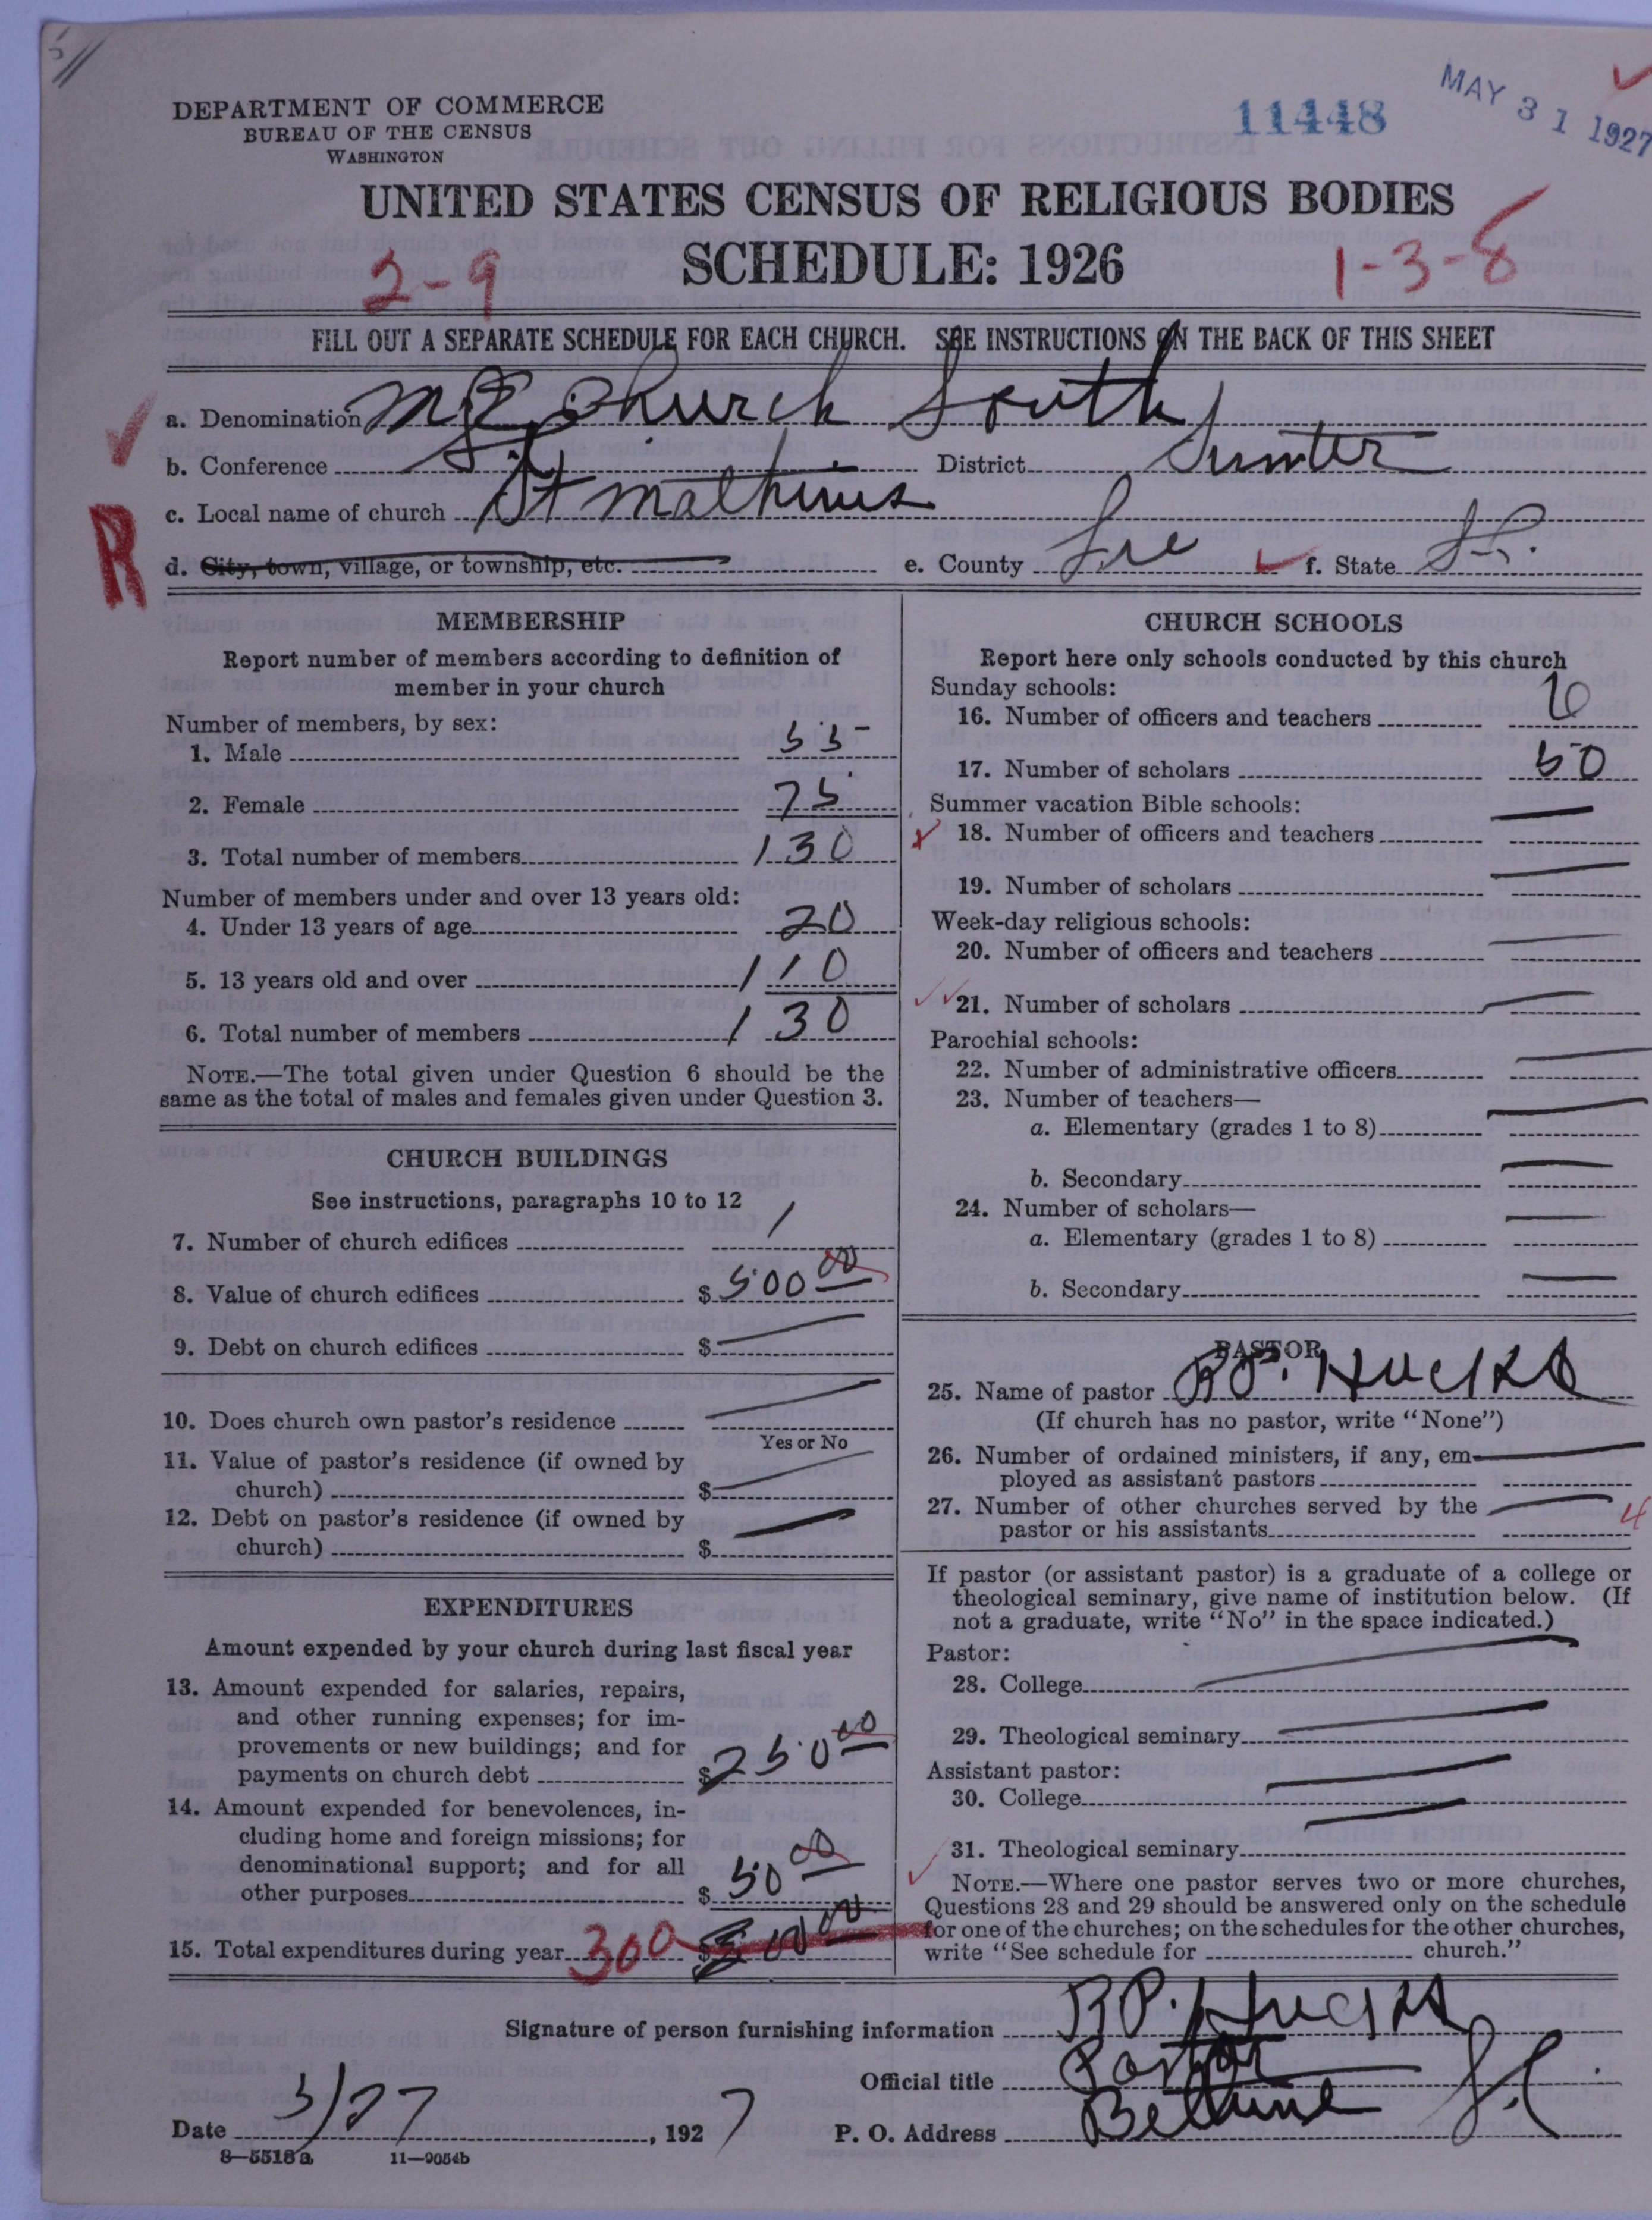 DEPARTMENT OF COMMERCE
BUREAU OF THE CENSUS
WASHINGTON
11448
MAY 31 1927
UNITED STATES CENSUS OF RELIGIOUS BODIES
SCHEDULE: 1926
2-9
1-3-8
FILL OUT A SEPARATE SCHEDULE FOR EACH CHURCH. SEE INSTRUCTIONS ON THE BACK OF THIS SHEET
a. Denomination M E Church South
b. Conference District Sumter
c. Local name of church St
R
d. City, town, village, or township, etc. e. County Lee f. State S.C.
MEMBERSHIP
Report number of members according to definition of
member in your church
Number of members, by sex:
1. Male 55
2. Female 75
3. Total number of members 130
Number of members under and over 13 years old:
4. Under 13 years of age 20
5. 13 years old and over 110
6. Total number of members 130
NOTE.—The total given under Question 6 should be the
same as the total of males and females given under Question 3.
CHURCH BUILDINGS
See instructions, paragraphs 10 to 12
7. Number of church edifices 1
8. Value of church edifices $ 500 00
9. Debt on church edifices $
10. Does church own pastor's residence
Yes or No
11. Value of pastor's residence (if owned by
church) $
12. Debt on pastor's residence (if owned by
church) $
EXPENDITURES
Amount expended by your church during last fiscal year
13. Amount expended for salaries, repairs,
and other running expenses; for im-
provements or new buildings; and for
payments on church debt $ 250 00
14. Amount expended for benevolences, in-
cluding home and foreign missions; for
denominational support; and for all
other purposes $ 50 00
15. Total expenditures during year 300 $
CHURCH SCHOOLS
Report here only schools conducted by this church
Sunday schools:
16. Number of officers and teachers 6
17. Number of scholars 50
Summer vacation Bible schools:
18. Number of officers and teachers
19. Number of scholars
Week-day religious schools:
20. Number of officers and teachers
21. Number of scholars
Parochial schools:
22. Number of administrative officers
23. Number of teachers—
a. Elementary (grades 1 to 8)
b. Secondary
24. Number of scholars—
a. Elementary (grades 1 to 8)
b. Secondary
PASTOR
25. Name of pastor R P. Hucks
(If church has no pastor, write "None")
26. Number of ordained ministers, if any, em-
ployed as assistant pastors
27. Number of other churches served by the
pastor or his assistants 4
If pastor (or assistant pastor) is a graduate of a college or
theological seminary, give name of institution below. (If
not a graduate, write "No" in the space indicated.)
Pastor:
28. College
29. Theological seminary
Assistant pastor:
30. College
31. Theological seminary
NOTE.—Where one pastor serves two or more churches,
Questions 28 and 29 should be answered only on the schedule
for one of the churches; on the schedules for the other churches,
write "See schedule for church."
Signature of person furnishing information R P. Hucks
Official title Pastor
Date 5/27, 1927 P. O. Address Bethune S.C.
8—5518 a 11—9054b